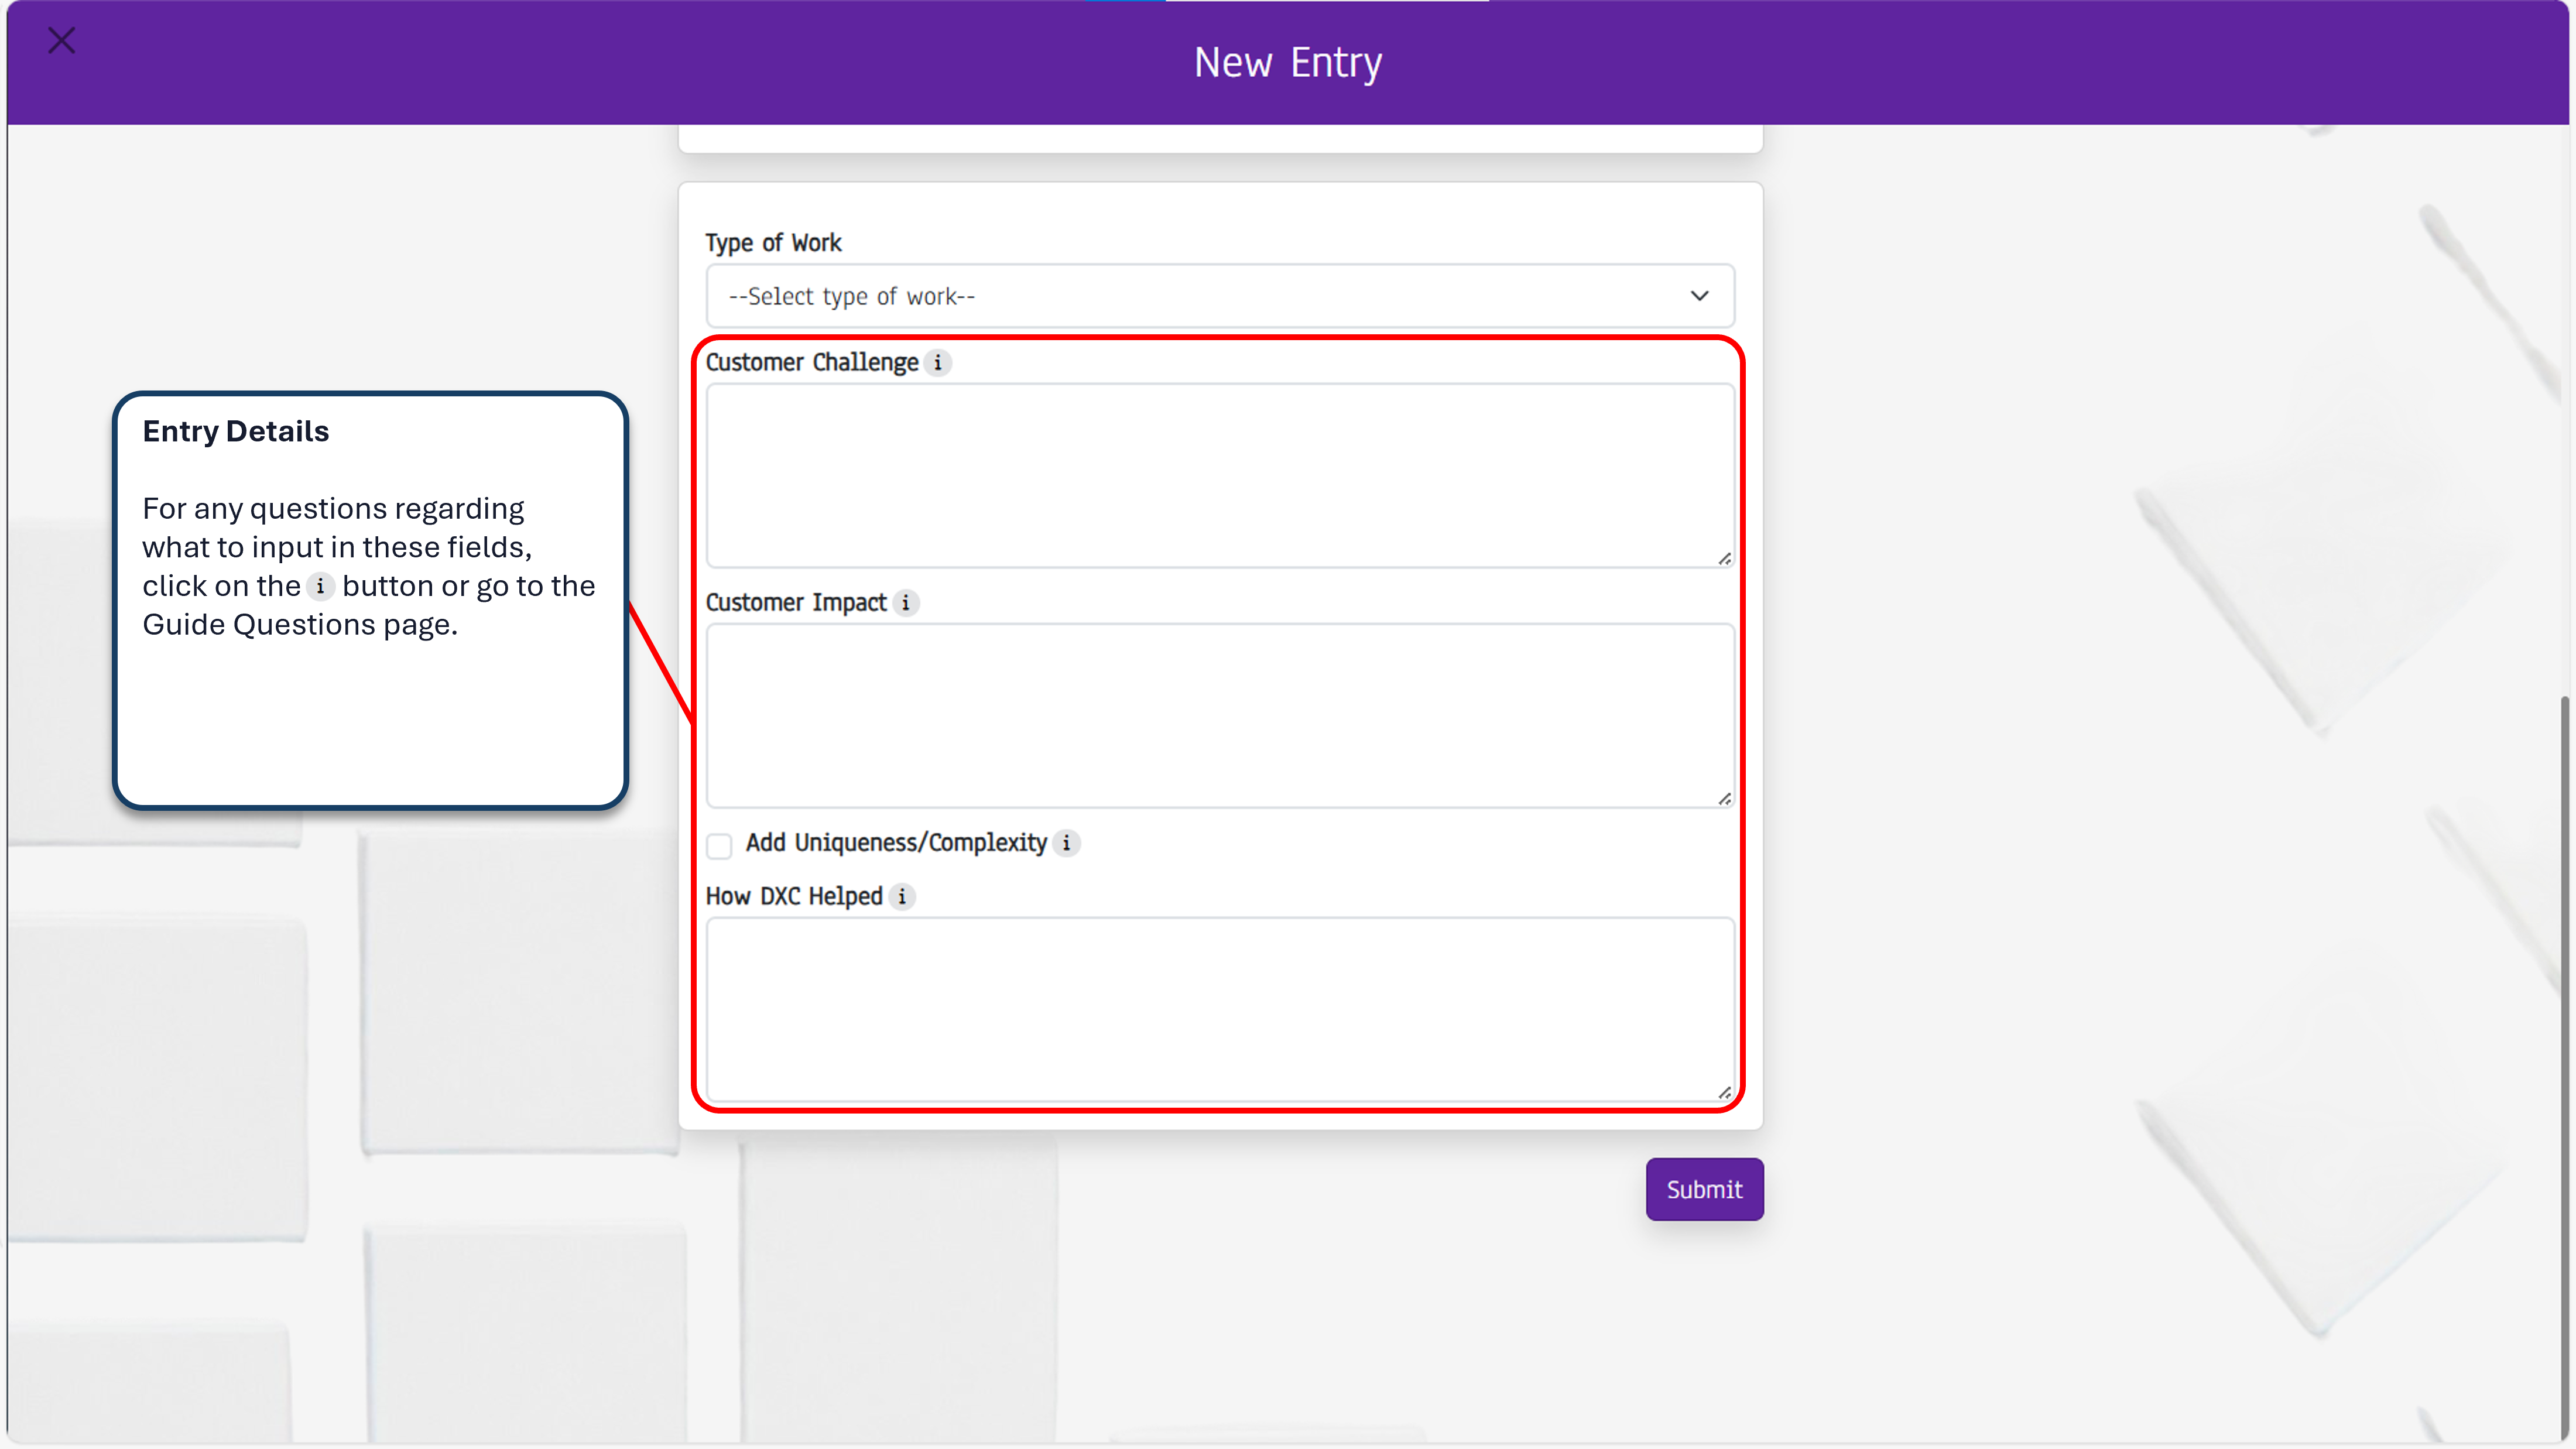 New Entry
Type of Work
--Select type of work--
Customer Challenge i
Entry Details
For any questions regarding
what to input in these fields,
click on the i button or go to the
Guide Questions page.
Customer Impact i
Add Uniqueness/Complexity i
How DXC Helped i
Submit